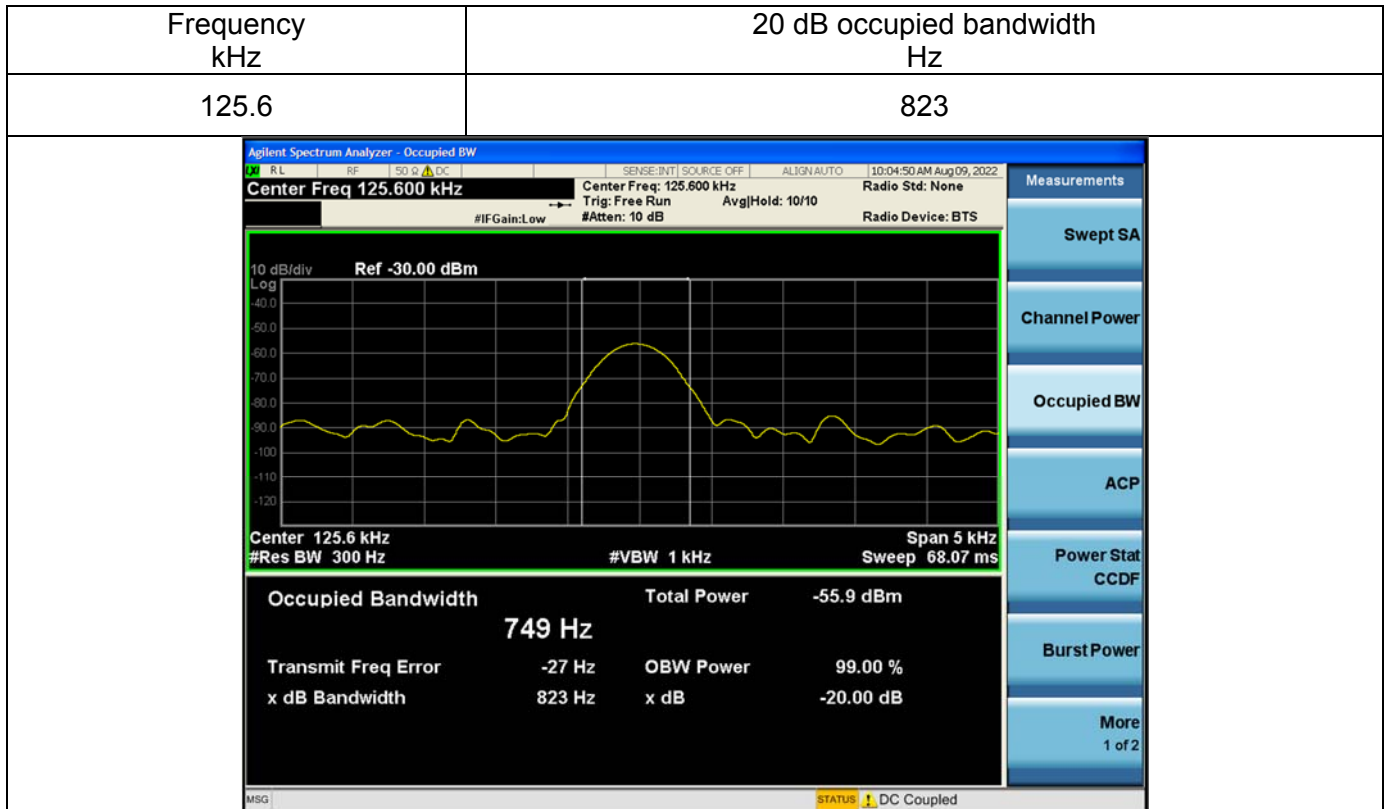 Frequency
kHz
20 dB occupied bandwidth
Hz
125.6
823
Agilent Spectrum Analyzer - Occupied BW
LXI RL RF 50 Ω DC SENSE:INT SOURCE OFF ALIGN AUTO 10:04:50 AM Aug 09, 2022
Center Freq 125.600 kHz
Center Freq: 125.600 kHz
Radio Std: None
Trig: Free Run Avg|Hold: 10/10
#IFGain:Low
#Atten: 10 dB
Radio Device: BTS
10 dB/div Ref -30.00 dBm
Log
-40.0
-50.0
-60.0
-70.0
-80.0
-90.0
-100
-110
-120
Center 125.6 kHz
Span 5 kHz
#Res BW 300 Hz
#VBW 1 kHz
Sweep 68.07 ms
Occupied Bandwidth
Total Power -55.9 dBm
749 Hz
Transmit Freq Error -27 Hz
OBW Power 99.00 %
x dB Bandwidth 823 Hz
x dB -20.00 dB
Measurements
Swept SA
Channel Power
Occupied BW
ACP
Power Stat
CCDF
Burst Power
More
1 of 2
MSG
STATUS DC Coupled